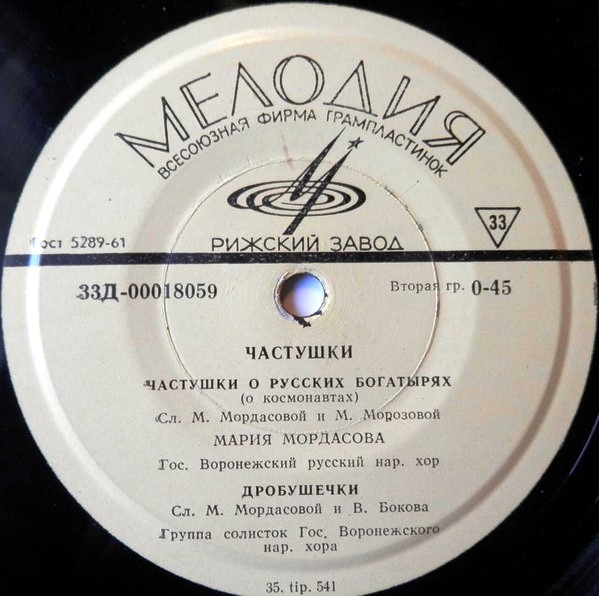 МЕЛОДИЯ
ВСЕСОЮЗНАЯ ФИРМА ГРАМПЛАСТИНОК
33
Гост 5289-61
РИЖСКИЙ ЗАВОД
33Д-00018059
Вторая гр. 0-45
ЧАСТУШКИ
ЧАСТУШКИ О РУССКИХ БОГАТЫРЯХ
(о космонавтах)
Сл. М. Мордасовой и М. Морозовой
МАРИЯ МОРДАСОВА
Гос. Воронежский русский нар. хор
ДРОБУШЕЧКИ
Сл. М. Мордасовой и В. Бокова
Группа солисток Гос. Воронежского
нар. хора
35. tip. 541